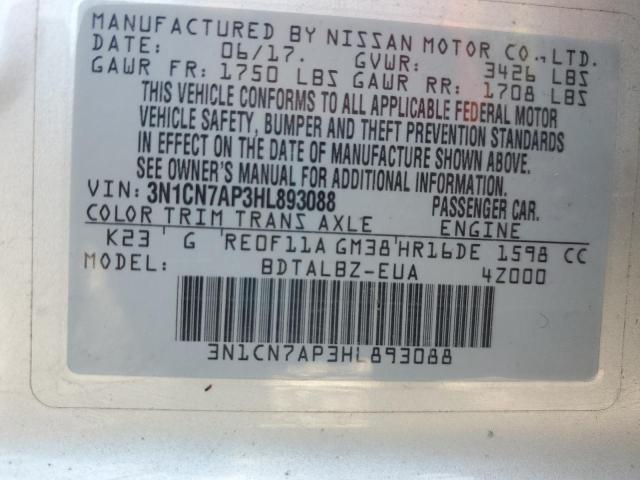 MANUFACTURED BY NISSAN MOTOR CO., LTD.
DATE: 06/17. GVWR: 3426 LBS
GAWR FR: 1750 LBS GAWR RR: 1708 LBS
THIS VEHICLE CONFORMS TO ALL APPLICABLE FEDERAL MOTOR
VEHICLE SAFETY, BUMPER AND THEFT PREVENTION STANDARDS
IN EFFECT ON THE DATE OF MANUFACTURE SHOWN ABOVE.
SEE OWNER'S MANUAL FOR ADDITIONAL INFORMATION.
VIN: 3N1CN7AP3HL893088 PASSENGER CAR.
COLOR TRIM TRANS AXLE ENGINE
K23 G RE0F11A GM38 HR16DE 1598 CC
MODEL: BDTALBZ-EUA 4Z000
3N1CN7AP3HL893088